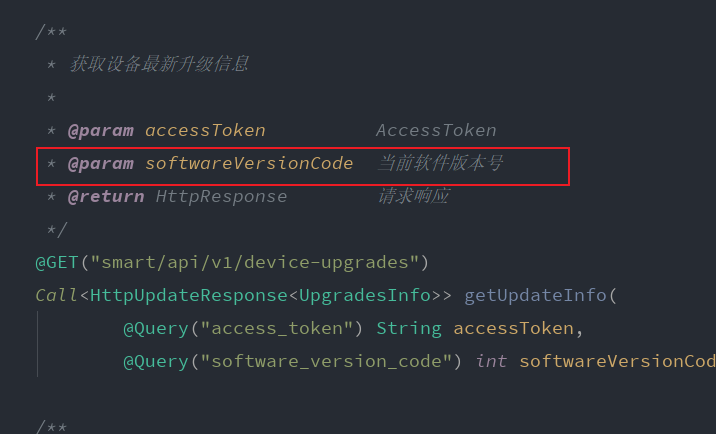 /**
* 获取设备最新升级信息
*
* @param accessToken AccessToken
* @param softwareVersionCode 当前软件版本号
* @return HttpResponse 请求响应
*/
@GET("smart/api/v1/device-upgrades")
Call<HttpUpdateResponse<UpgradesInfo>> getUpdateInfo(
@Query("access_token") String accessToken,
@Query("software_version_code") int softwareVersionCod
/**